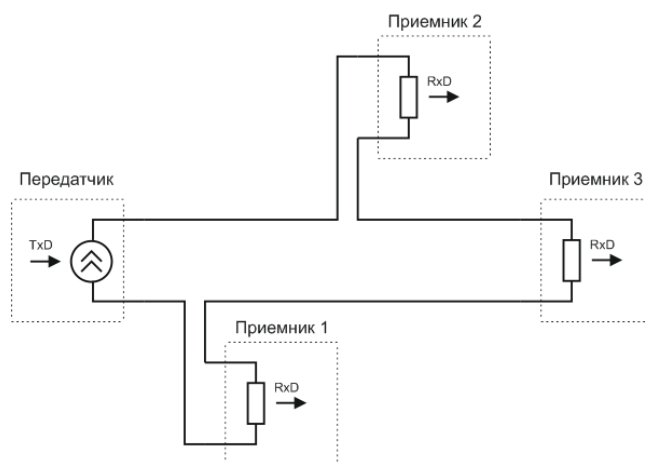 Приемник 2
RxD
Передатчик
Приемник 3
TxD
RxD
Приемник 1
RxD